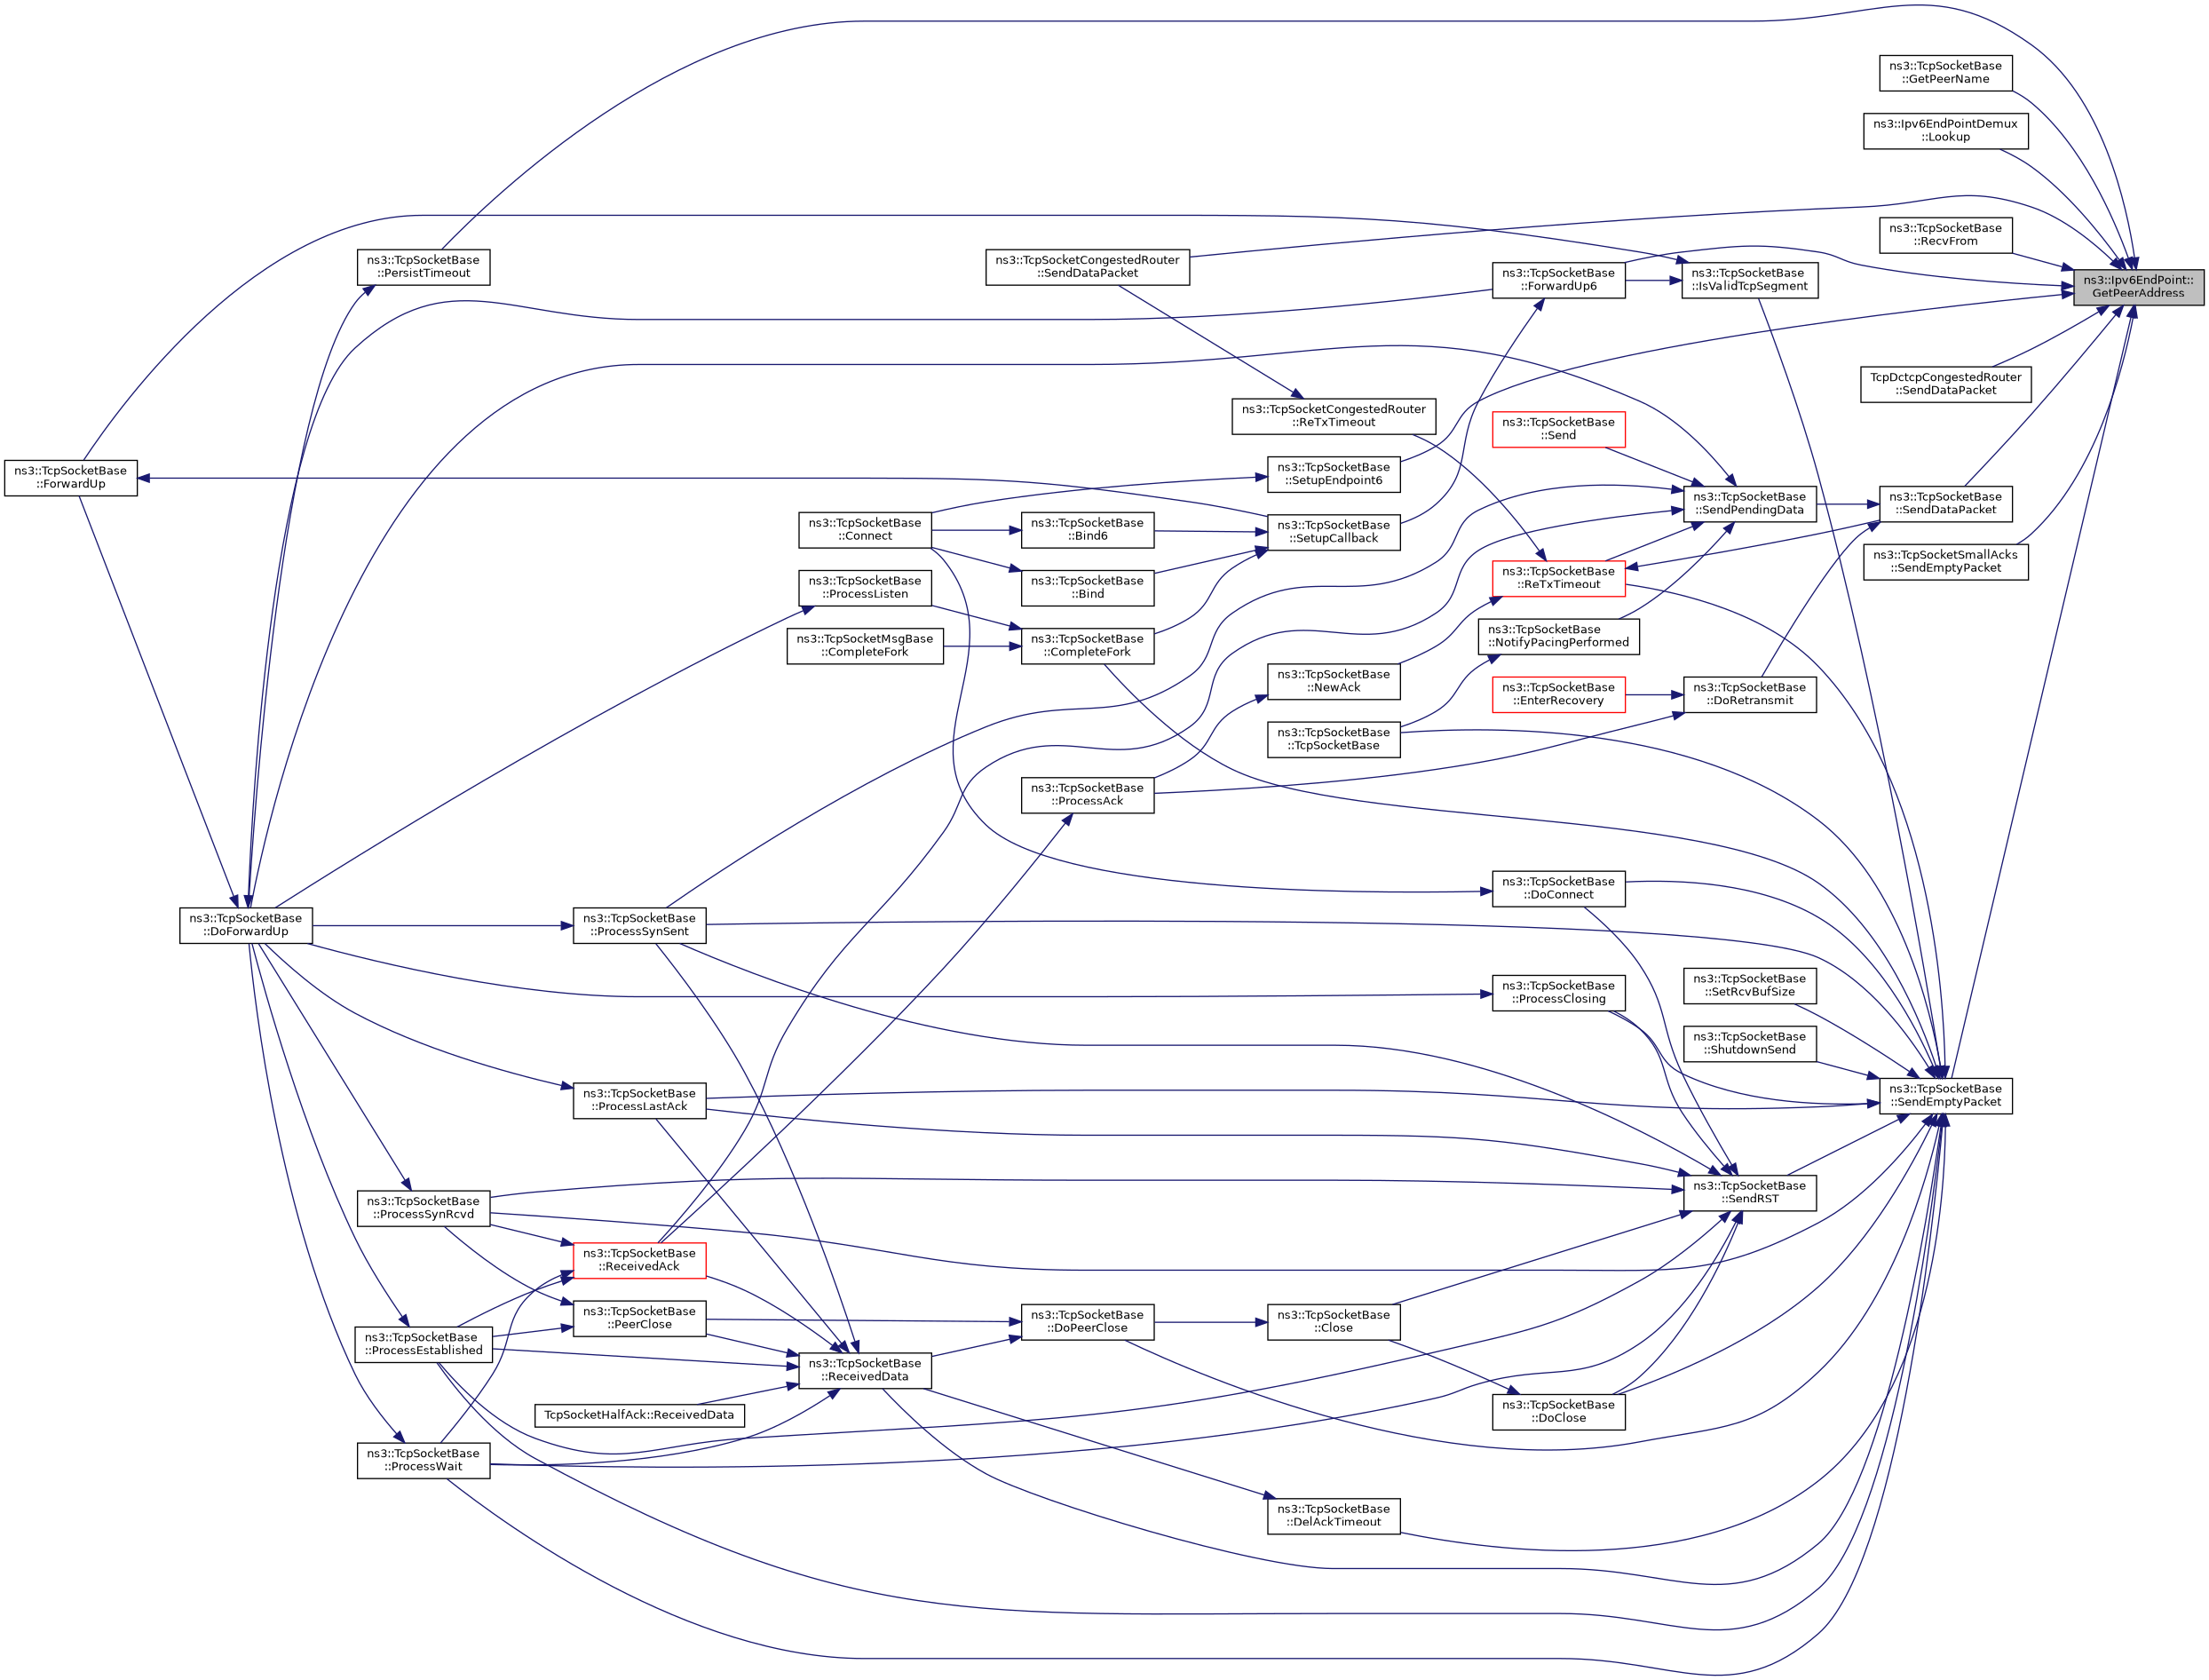 ns3::TcpSocketBase
::GetPeerName
ns3::Ipv6EndPointDemux
::Lookup
ns3::TcpSocketBase
::RecvFrom
ns3::TcpSocketBase
::PersistTimeout
ns3::TcpSocketCongestedRouter
::SendDataPacket
ns3::TcpSocketBase
::ForwardUp6
ns3::TcpSocketBase
::IsValidTcpSegment
ns3::Ipv6EndPoint::
GetPeerAddress
TcpDctcpCongestedRouter
::SendDataPacket
ns3::TcpSocketCongestedRouter
::ReTxTimeout
ns3::TcpSocketBase
::Send
ns3::TcpSocketBase
::ForwardUp
ns3::TcpSocketBase
::SetupEndpoint6
ns3::TcpSocketBase
::SendPendingData
ns3::TcpSocketBase
::SendDataPacket
ns3::TcpSocketBase
::Connect
ns3::TcpSocketBase
::Bind6
ns3::TcpSocketBase
::SetupCallback
ns3::TcpSocketSmallAcks
::SendEmptyPacket
ns3::TcpSocketBase
::ProcessListen
ns3::TcpSocketBase
::Bind
ns3::TcpSocketBase
::ReTxTimeout
ns3::TcpSocketMsgBase
::CompleteFork
ns3::TcpSocketBase
::CompleteFork
ns3::TcpSocketBase
::NotifyPacingPerformed
ns3::TcpSocketBase
::NewAck
ns3::TcpSocketBase
::EnterRecovery
ns3::TcpSocketBase
::DoRetransmit
ns3::TcpSocketBase
::TcpSocketBase
ns3::TcpSocketBase
::ProcessAck
ns3::TcpSocketBase
::DoConnect
ns3::TcpSocketBase
::DoForwardUp
ns3::TcpSocketBase
::ProcessSynSent
ns3::TcpSocketBase
::ProcessClosing
ns3::TcpSocketBase
::SetRcvBufSize
ns3::TcpSocketBase
::ShutdownSend
ns3::TcpSocketBase
::ProcessLastAck
ns3::TcpSocketBase
::SendEmptyPacket
ns3::TcpSocketBase
::ProcessSynRcvd
ns3::TcpSocketBase
::SendRST
ns3::TcpSocketBase
::ReceivedAck
ns3::TcpSocketBase
::PeerClose
ns3::TcpSocketBase
::DoPeerClose
ns3::TcpSocketBase
::Close
ns3::TcpSocketBase
::ProcessEstablished
ns3::TcpSocketBase
::ReceivedData
TcpSocketHalfAck::ReceivedData
ns3::TcpSocketBase
::DoClose
ns3::TcpSocketBase
::ProcessWait
ns3::TcpSocketBase
::DelAckTimeout